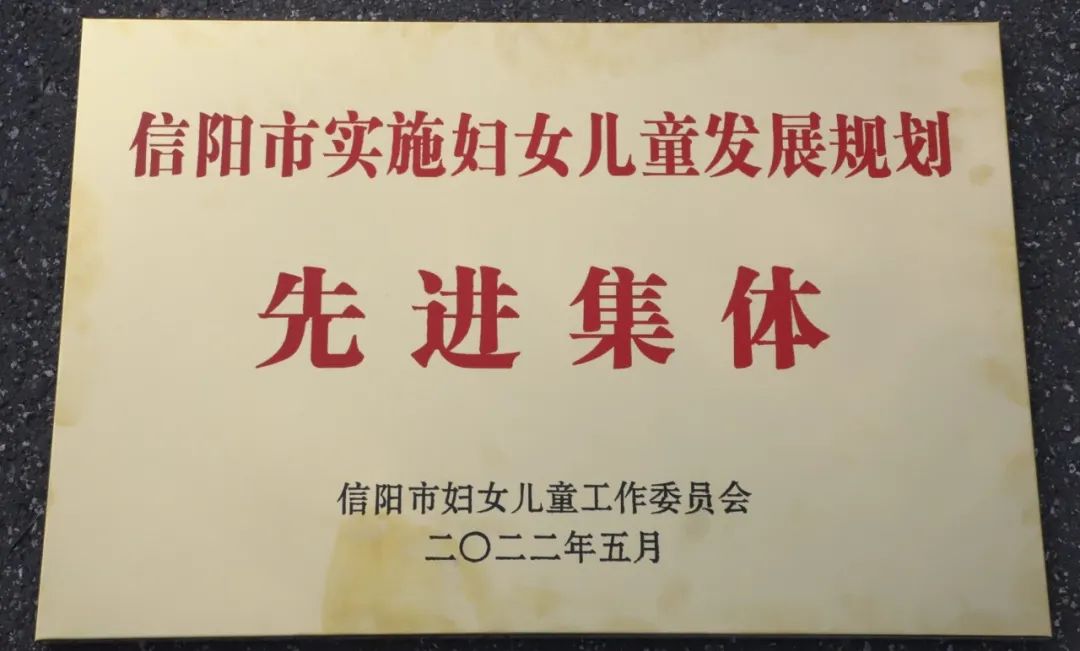 信阳市实施妇女儿童发展规划
先进集体
信阳市妇女儿童工作委员会
二〇二二年五月